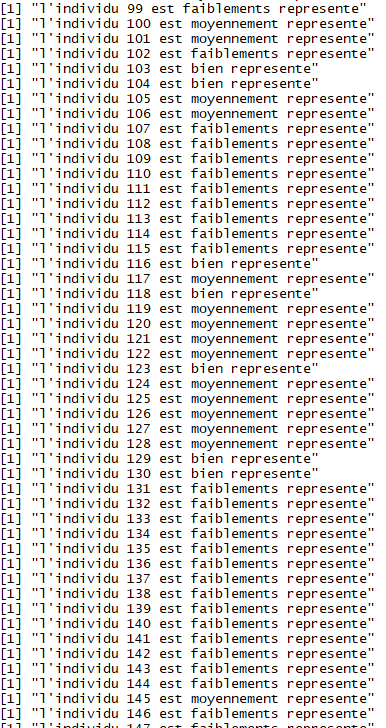 [1] "l'individu 99 est faiblements represente"
[1] "l'individu 100 est moyennement represente"
[1] "l'individu 101 est moyennement represente"
[1] "l'individu 102 est faiblements represente"
[1] "l'individu 103 est bien represente"
[1] "l'individu 104 est bien represente"
[1] "l'individu 105 est moyennement represente"
[1] "l'individu 106 est moyennement represente"
[1] "l'individu 107 est faiblements represente"
[1] "l'individu 108 est faiblements represente"
[1] "l'individu 109 est faiblements represente"
[1] "l'individu 110 est faiblements represente"
[1] "l'individu 111 est faiblements represente"
[1] "l'individu 112 est faiblements represente"
[1] "l'individu 113 est faiblements represente"
[1] "l'individu 114 est faiblements represente"
[1] "l'individu 115 est faiblements represente"
[1] "l'individu 116 est bien represente"
[1] "l'individu 117 est moyennement represente"
[1] "l'individu 118 est bien represente"
[1] "l'individu 119 est moyennement represente"
[1] "l'individu 120 est moyennement represente"
[1] "l'individu 121 est moyennement represente"
[1] "l'individu 122 est moyennement represente"
[1] "l'individu 123 est bien represente"
[1] "l'individu 124 est moyennement represente"
[1] "l'individu 125 est moyennement represente"
[1] "l'individu 126 est moyennement represente"
[1] "l'individu 127 est moyennement represente"
[1] "l'individu 128 est moyennement represente"
[1] "l'individu 129 est bien represente"
[1] "l'individu 130 est bien represente"
[1] "l'individu 131 est faiblements represente"
[1] "l'individu 132 est faiblements represente"
[1] "l'individu 133 est faiblements represente"
[1] "l'individu 134 est faiblements represente"
[1] "l'individu 135 est faiblements represente"
[1] "l'individu 136 est faiblements represente"
[1] "l'individu 137 est faiblements represente"
[1] "l'individu 138 est faiblements represente"
[1] "l'individu 139 est faiblements represente"
[1] "l'individu 140 est faiblements represente"
[1] "l'individu 141 est faiblements represente"
[1] "l'individu 142 est faiblements represente"
[1] "l'individu 143 est faiblements represente"
[1] "l'individu 144 est faiblements represente"
[1] "l'individu 145 est moyennement represente"
[1] "l'individu 146 est faiblements represente"